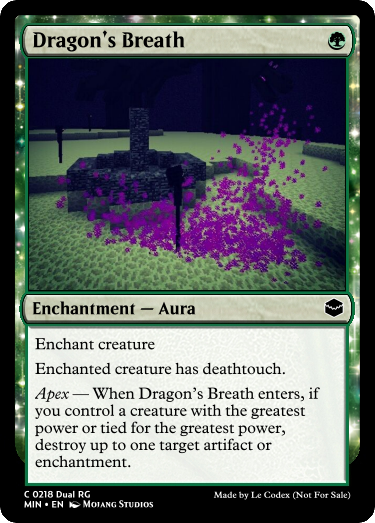 Dragon's Breath
Enchantment — Aura
Enchant creature
Enchanted creature has deathtouch.
Apex — When Dragon's Breath enters, if
you control a creature with the greatest
power or tied for the greatest power,
destroy up to one target artifact or
enchantment.
C 0218 Dual RG
MIN • EN Mojang Studios
Made by Le Codex (Not For Sale)